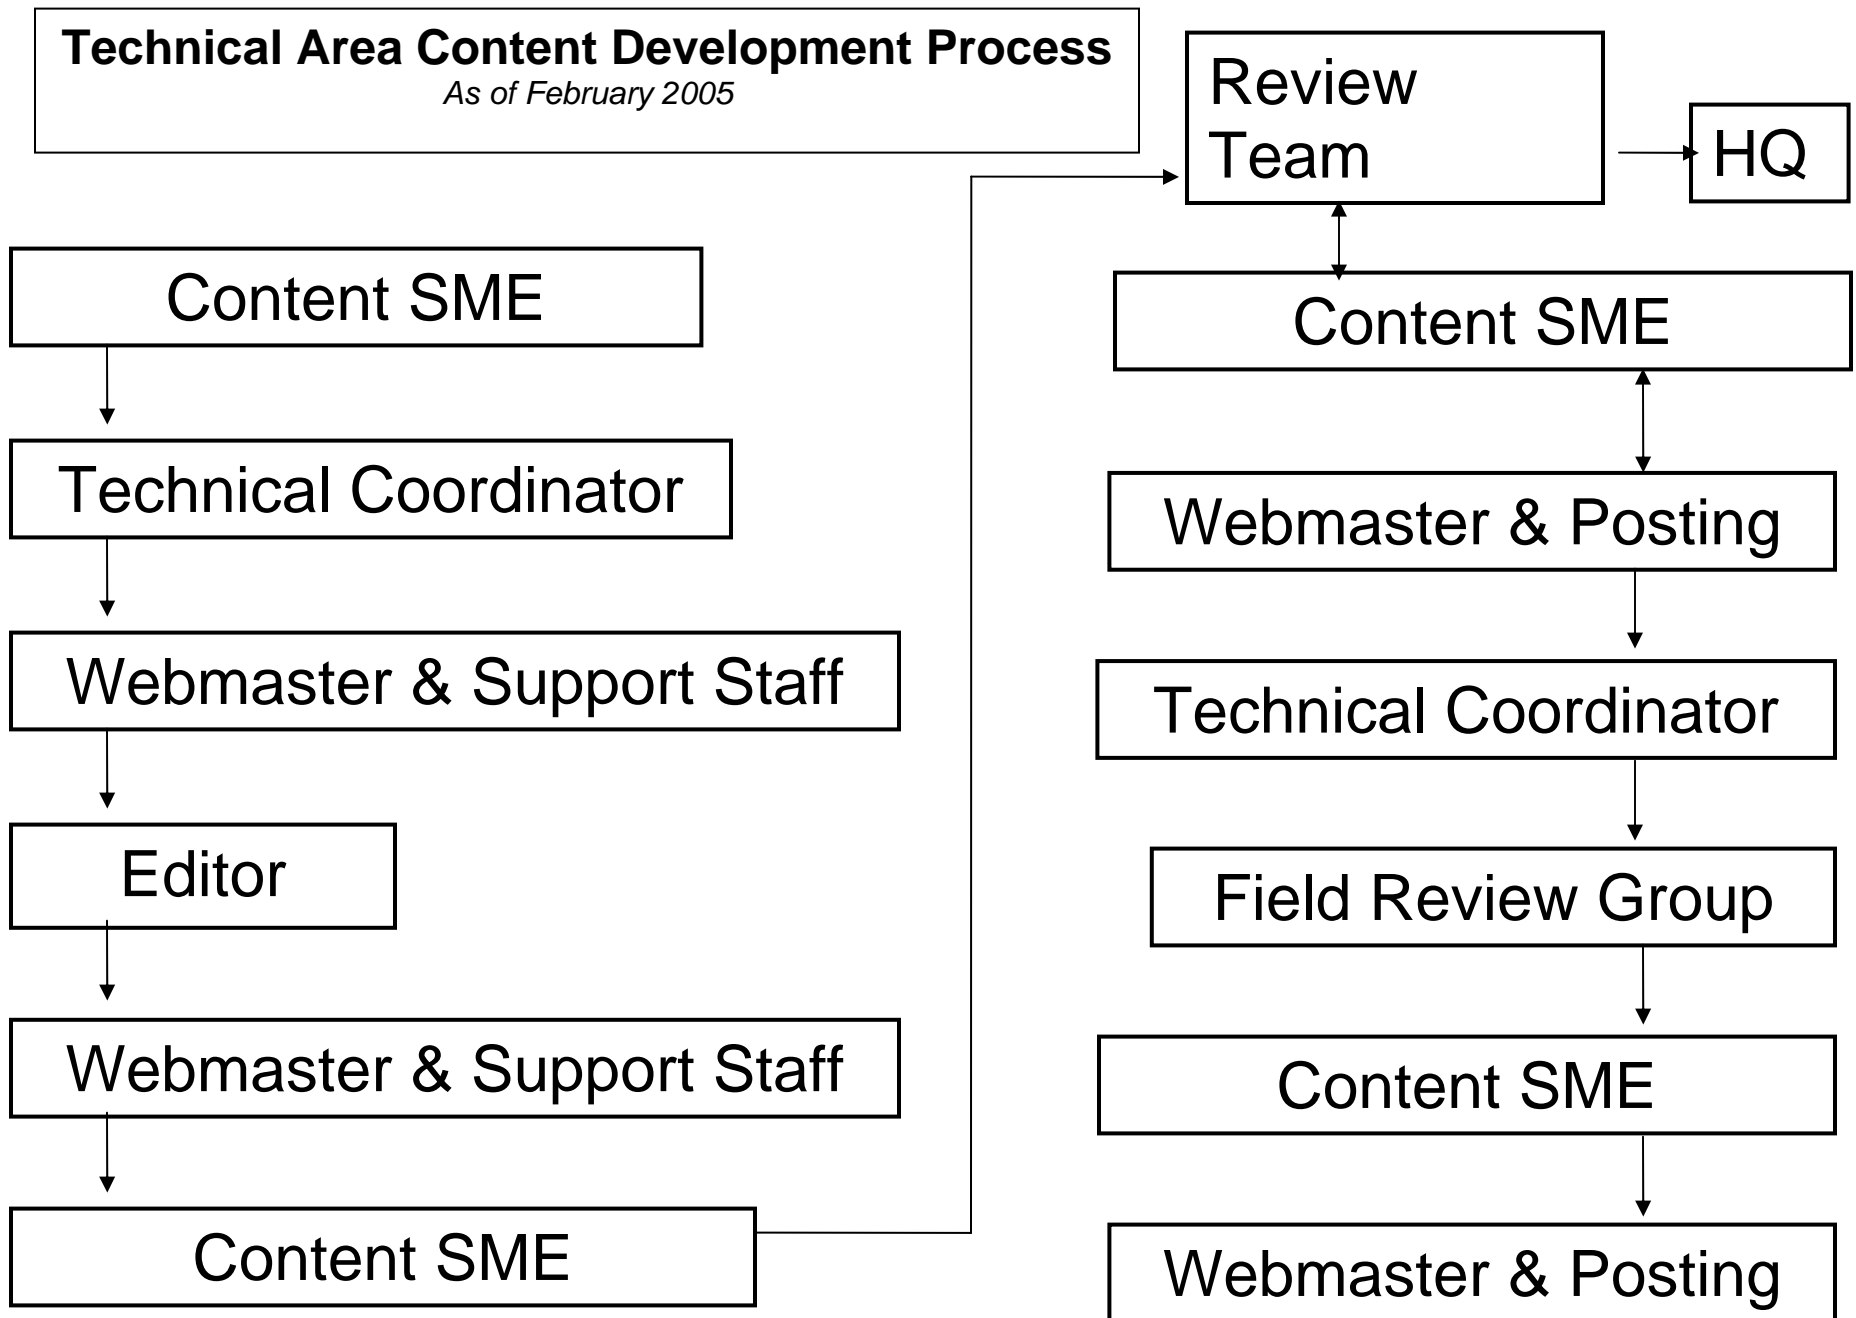 Technical Area Content Development Process
As of February 2005
Content SME
Technical Coordinator
Webmaster & Support Staff
Editor
Webmaster & Support Staff
Content SME
Review
Team
HQ
Content SME
Webmaster & Posting
Technical Coordinator
Field Review Group
Content SME
Webmaster & Posting